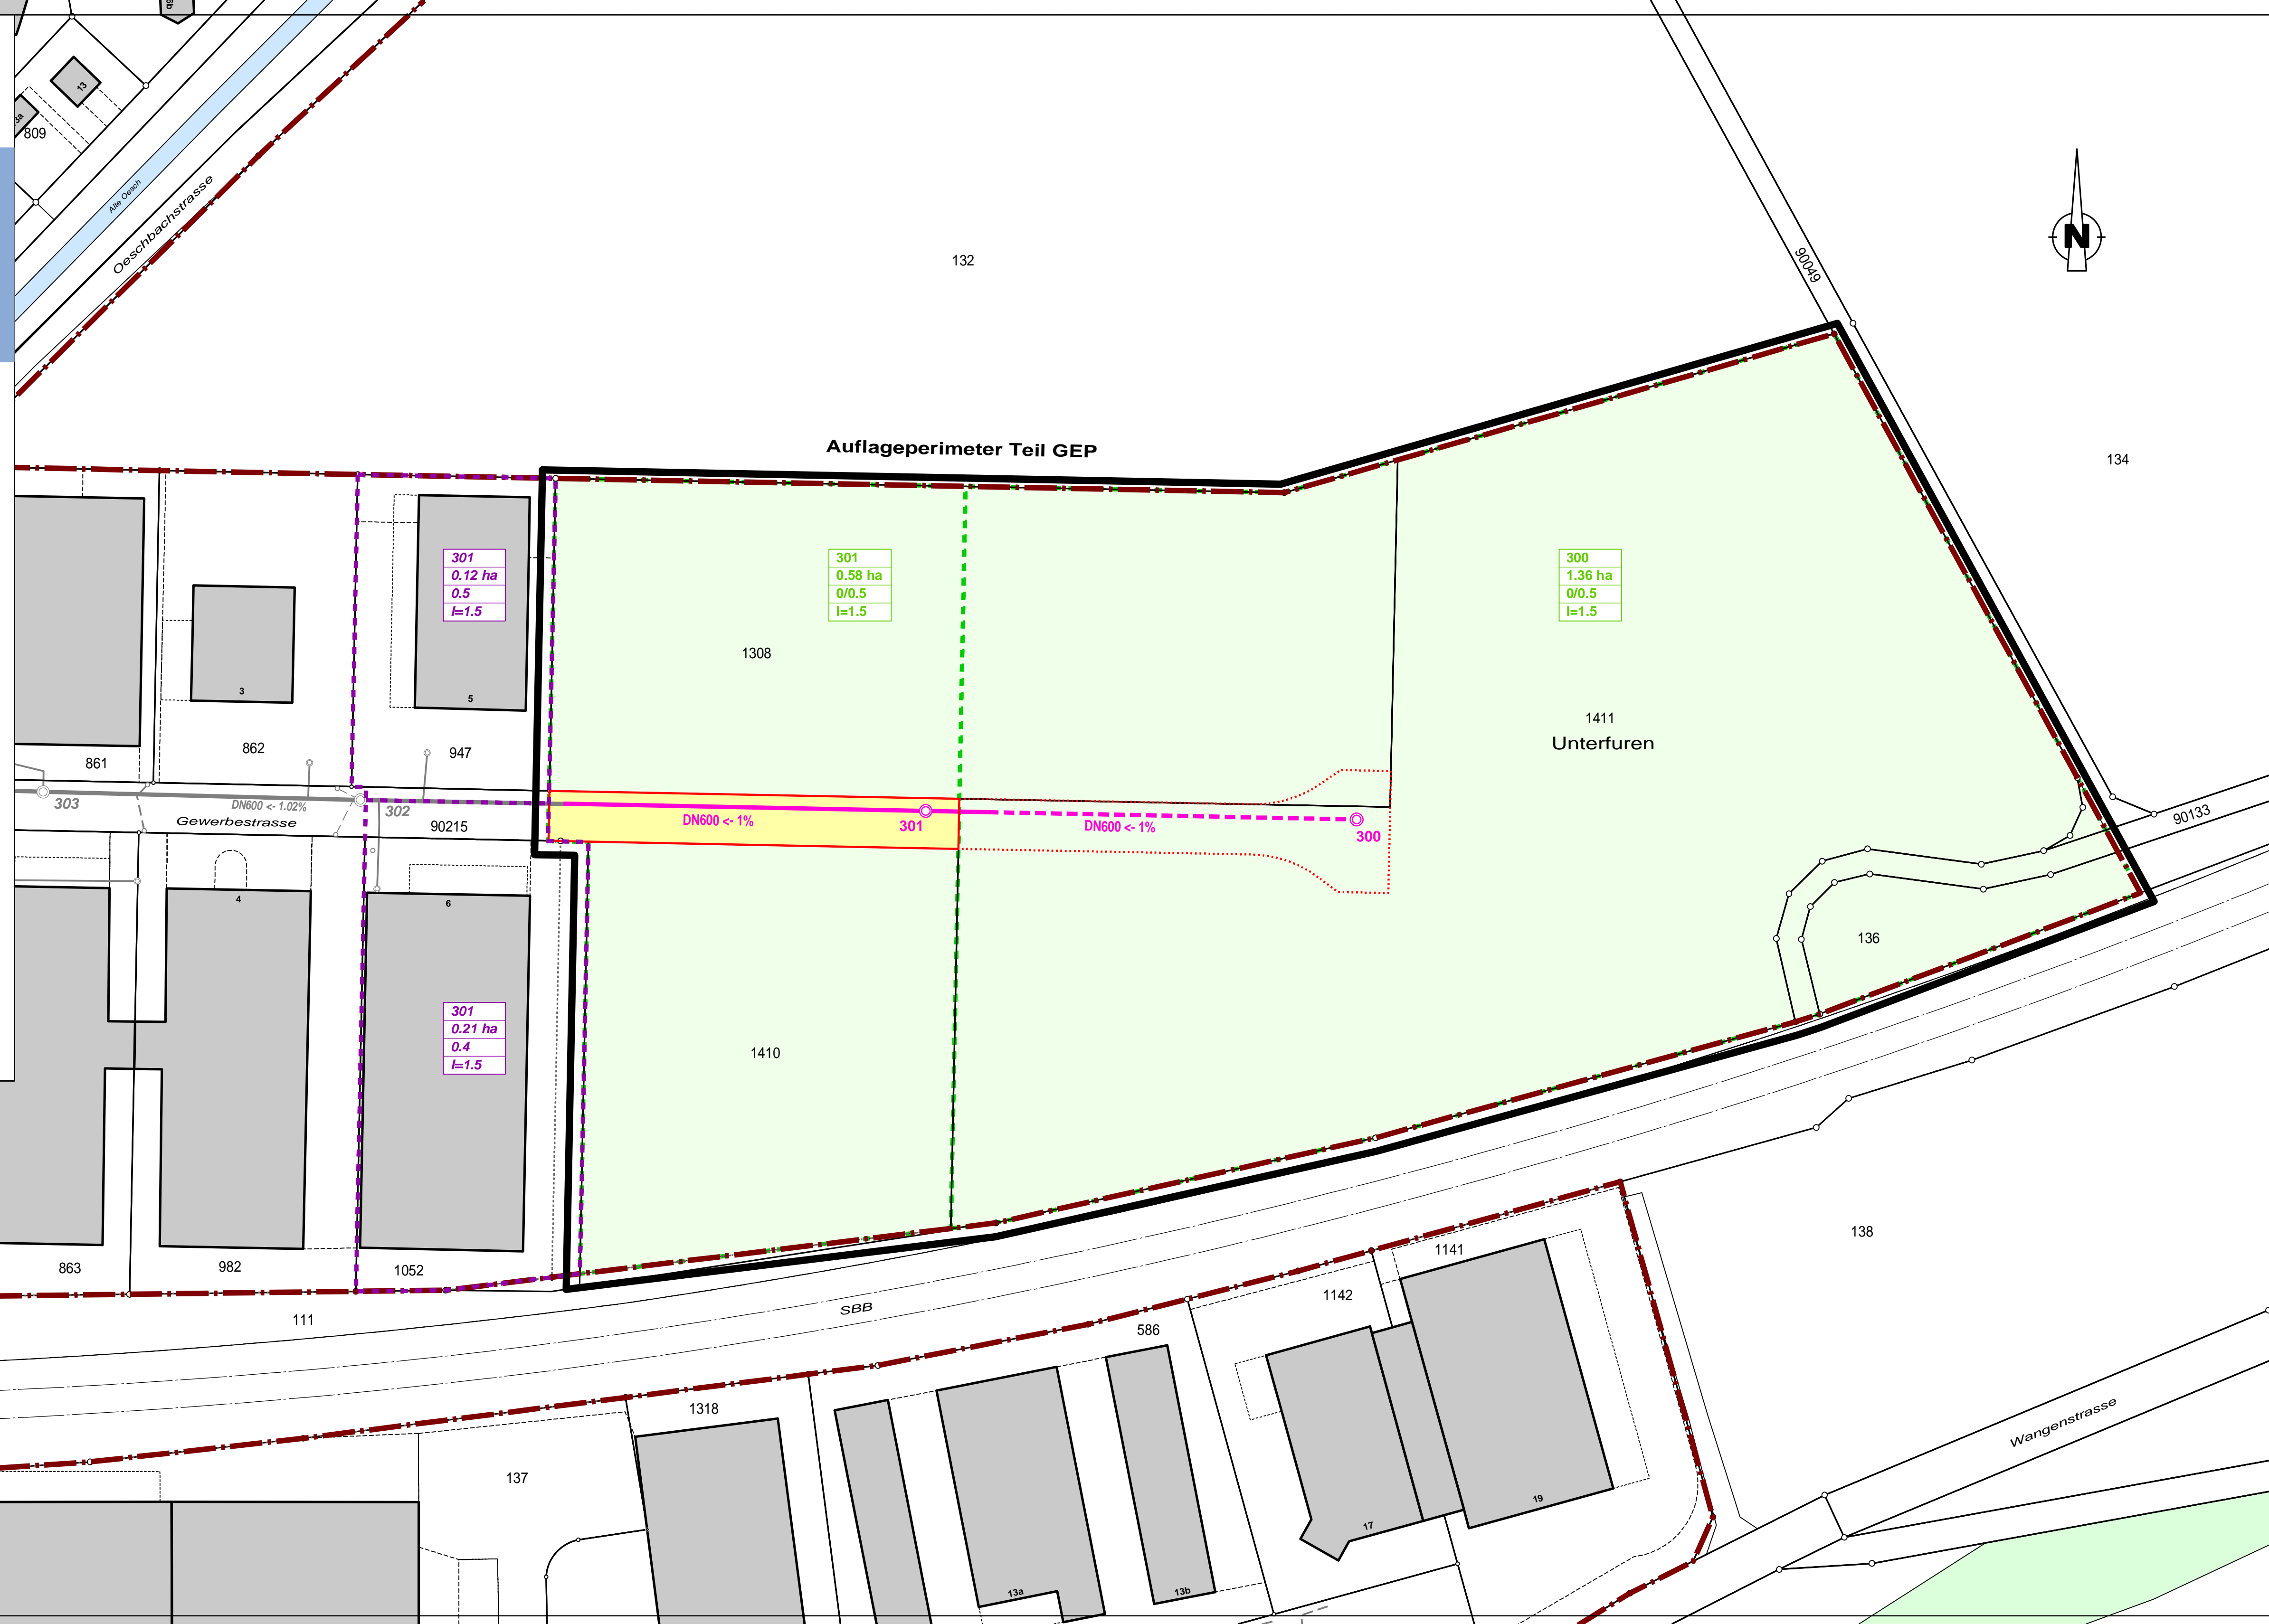 6b
13
3a
809
Alte Oesch
Oeschbachstrasse
132
90049
N
134
Auflageperimeter Teil GEP
301
0.12 ha
0.5
I=1.5
301
0.58 ha
0/0.5
I=1.5
300
1.36 ha
0/0.5
I=1.5
1308
3
5
1411
Unterfuren
861
862
947
303
DN600 <- 1.02%
302
Gewerbestrasse
90215
DN600 <- 1%
301
DN600 <- 1%
300
90133
4
6
136
301
0.21 ha
0.4
I=1.5
1410
863
982
1052
111
SBB
138
1141
1142
586
1318
137
Wangenstrasse
17
19
13a
13b